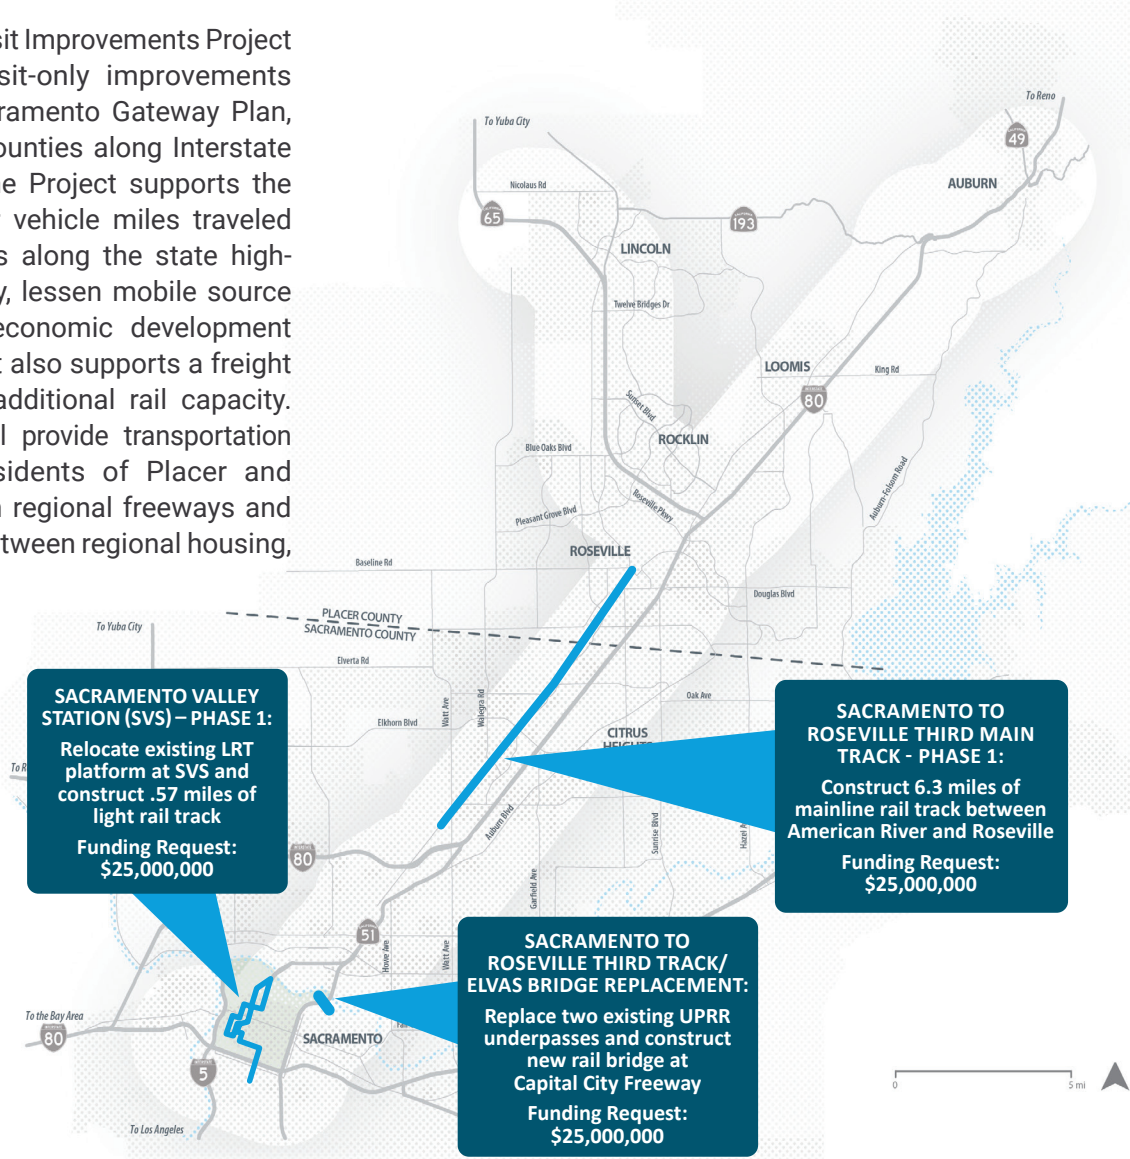 sit Improvements Project
sit-only improvements
ramento Gateway Plan,
ounties along Interstate
e Project supports the
vehicle miles traveled
s along the state high-
y, lessen mobile source
economic development
t also supports a freight
additional rail capacity.
l provide transportation
sidents of Placer and
regional freeways and
tween regional housing,
To Reno
49
To Yuba City
AUBURN
Nicolaus Rd
65
193
LINCOLN
Twelve Bridges Dr
LOOMIS
King Rd
80
Sunset Blvd
ROCKLIN
Blue Oaks Blvd
Auburn-Folsom Road
Roseville Pkwy
Pleasant Grove Blvd
ROSEVILLE
Baseline Rd
Douglas Blvd
PLACER COUNTY
SACRAMENTO COUNTY
To Yuba City
Elverta Rd
Oak Ave
Watt Ave
Walegra Rd
Elkhorn Blvd
CITRUS
HEIGHTS
SACRAMENTO VALLEY
STATION (SVS) – PHASE 1:
Relocate existing LRT
platform at SVS and
construct .57 miles of
light rail track
Funding Request:
$25,000,000
SACRAMENTO TO
ROSEVILLE THIRD MAIN
TRACK - PHASE 1:
Construct 6.3 miles of
mainline rail track between
American River and Roseville
Funding Request:
$25,000,000
To R
Auburn Blvd
Sunrise Blvd
Hazel A
80
Garfield Ave
51
Howe Ave
Watt Ave
SACRAMENTO TO
ROSEVILLE THIRD TRACK/
ELVAS BRIDGE REPLACEMENT:
Replace two existing UPRR
underpasses and construct
new rail bridge at
Capital City Freeway
Funding Request:
$25,000,000
To the Bay Area
80
SACRAMENTO
Fai
5
To Los Angeles
0
5 mi